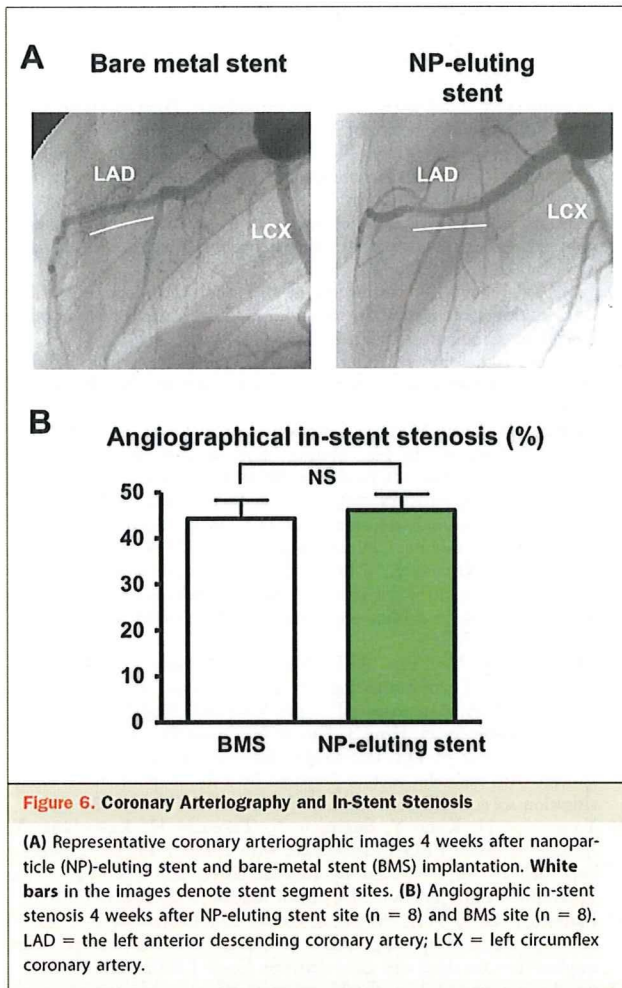 A
Bare metal stent
NP-eluting
stent
LAD
LCX
LAD
LCX
B
Angiographical in-stent stenosis (%)
NS
50
40
30
20
10
0
BMS
NP-eluting stent
Figure 6. Coronary Arteriography and In-Stent Stenosis
(A) Representative coronary arteriographic images 4 weeks after nanopar-
ticle (NP)-eluting stent and bare-metal stent (BMS) implantation. White
bars in the images denote stent segment sites. (B) Angiographic in-stent
stenosis 4 weeks after NP-eluting stent site (n = 8) and BMS site (n = 8).
LAD = the left anterior descending coronary artery; LCX = left circumflex
coronary artery.